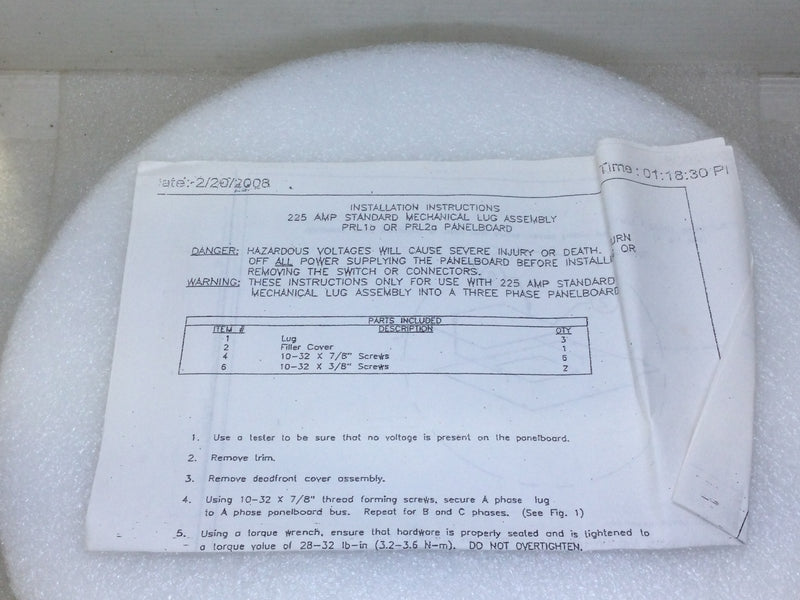 ate:-2/20/2008
Time: 01:18:30 P
INSTALLATION INSTRUCTIONS
225 AMP STANDARD MECHANICAL LUG ASSEMBLY
PRL1a OR PRL2a PANELBOARD
DANGER: HAZARDOUS VOLTAGES WILL CAUSE SEVERE INJURY OR DEATH. URN
OFF ALL POWER SUPPLYING THE PANELBOARD BEFORE INSTALLI OR
REMOVING THE SWITCH OR CONNECTORS.
WARNING: THESE INSTRUCTIONS ONLY FOR USE WITH 225 AMP STANDARD
MECHANICAL LUG ASSEMBLY INTO A THREE PHASE PANELBOARD
PARTS INCLUDED
ITEM # DESCRIPTION QTY
1 Lug 3
2 Filler Cover 1
4 10-32 X 7/8" Screws 6
6 10-32 X 3/8" Screws 2
1. Use a tester to be sure that no voltage is present on the panelboard.
2. Remove trim.
3. Remove deadfront cover assembly.
4. Using 10-32 X 7/8" thread forming screws, secure A phase lug
to A phase panelboard bus. Repeat for B and C phases. (See Fig. 1)
5. Using a torque wrench, ensure that hardware is properly seated and is tightened to
a torque value of 28-32 lb-in (3.2-3.6 N-m). DO NOT OVERTIGHTEN.